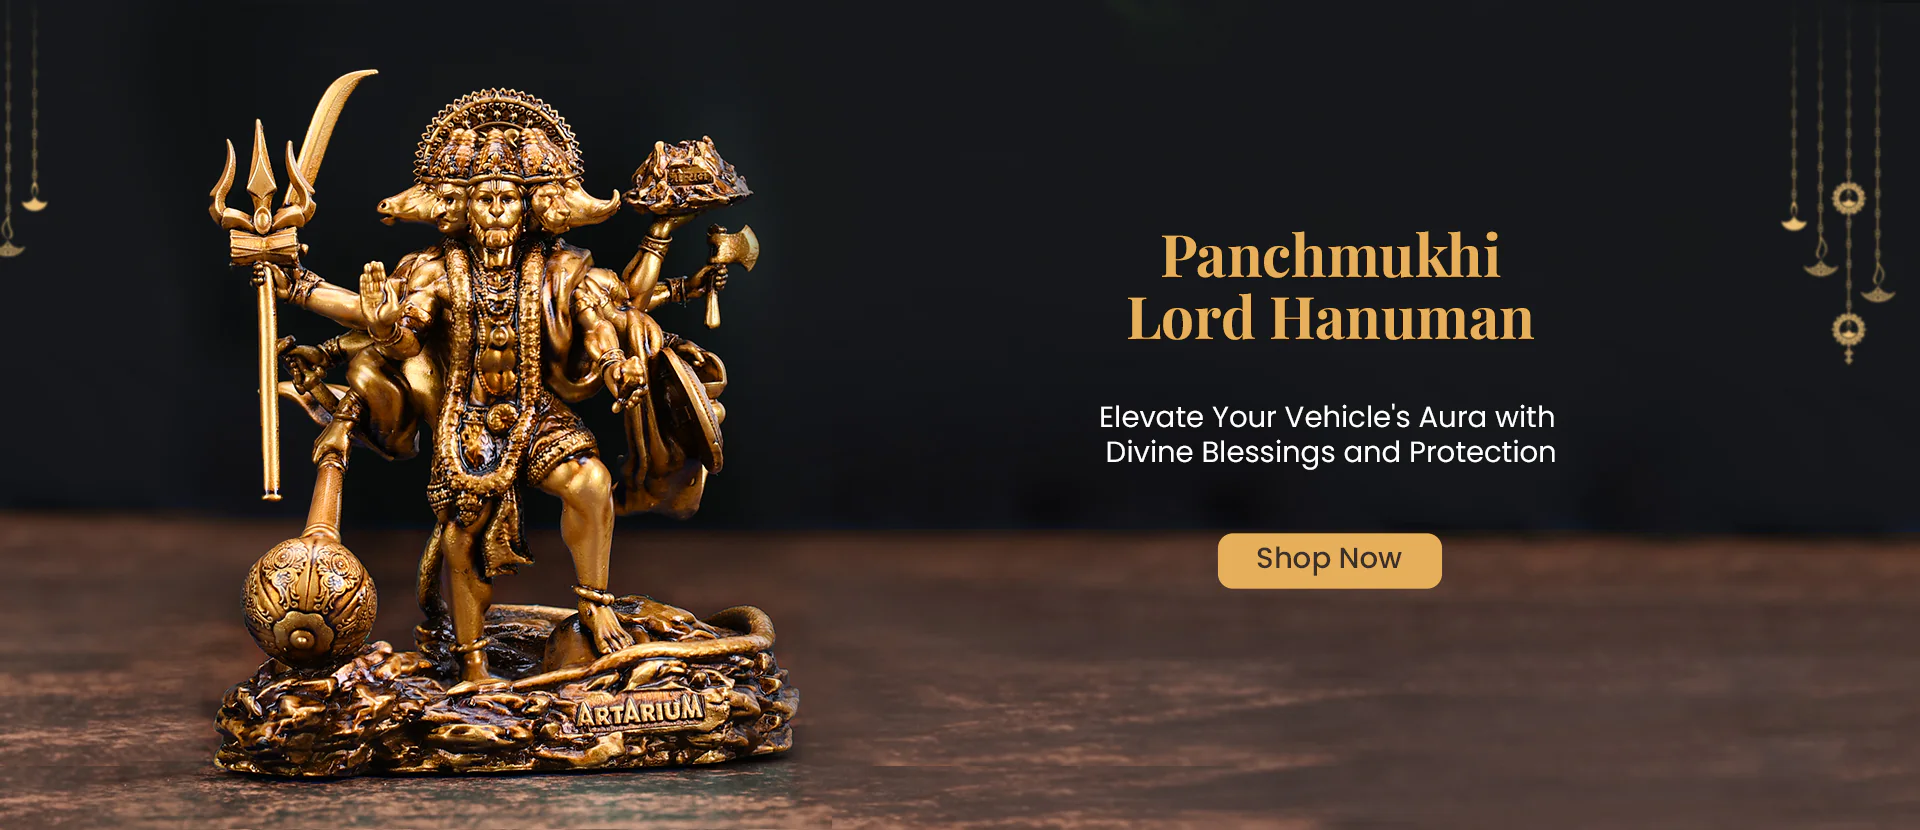 Panchmukhi
Lord Hanuman
Elevate Your Vehicle's Aura with
Divine Blessings and Protection
Shop Now
ARTARIUM